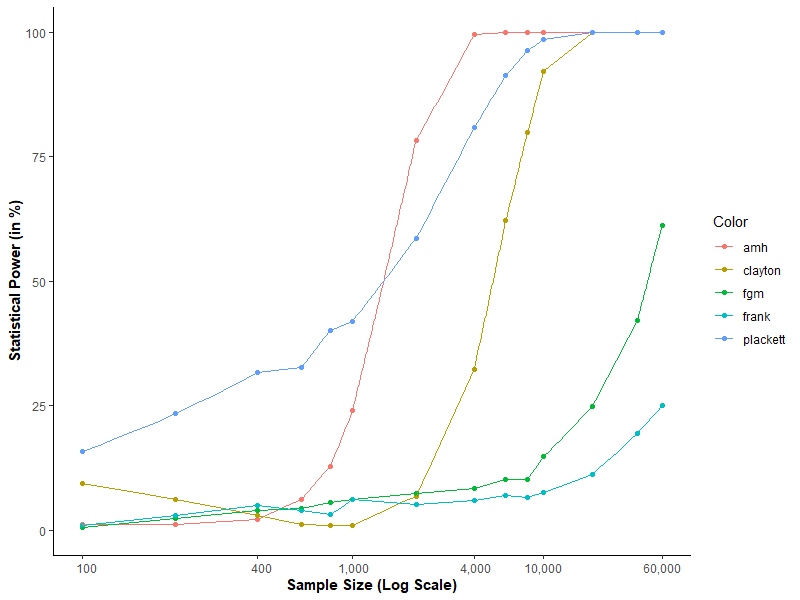 100
75
50
25
0
Statistical Power (in %)
100
400
1,000
4,000
10,000
60,000
Sample Size (Log Scale)
Color
amh
clayton
fgm
frank
plackett